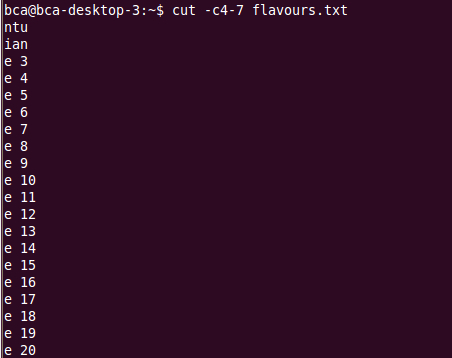 bca@bca-desktop-3:~$ cut -c4-7 flavours.txt
ntu
ian
e 3
e 4
e 5
e 6
e 7
e 8
e 9
e 10
e 11
e 12
e 13
e 14
e 15
e 16
e 17
e 18
e 19
e 20